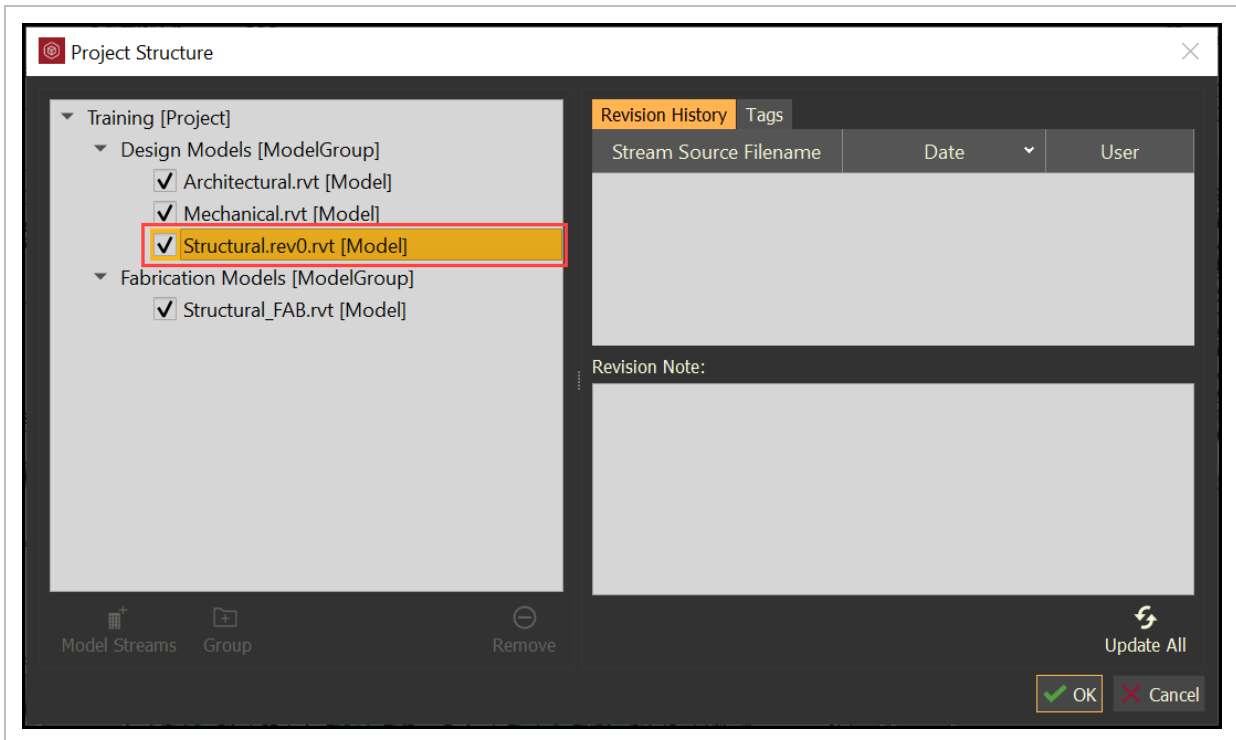 Project Structure
Training [Project]
Design Models [ModelGroup]
Architectural.rvt [Model]
Mechanical.rvt [Model]
Structural.rev0.rvt [Model]
Fabrication Models [ModelGroup]
Structural_FAB.rvt [Model]
Model Streams Group Remove
Revision History Tags
Stream Source Filename Date User
Revision Note:
Update All
OK Cancel